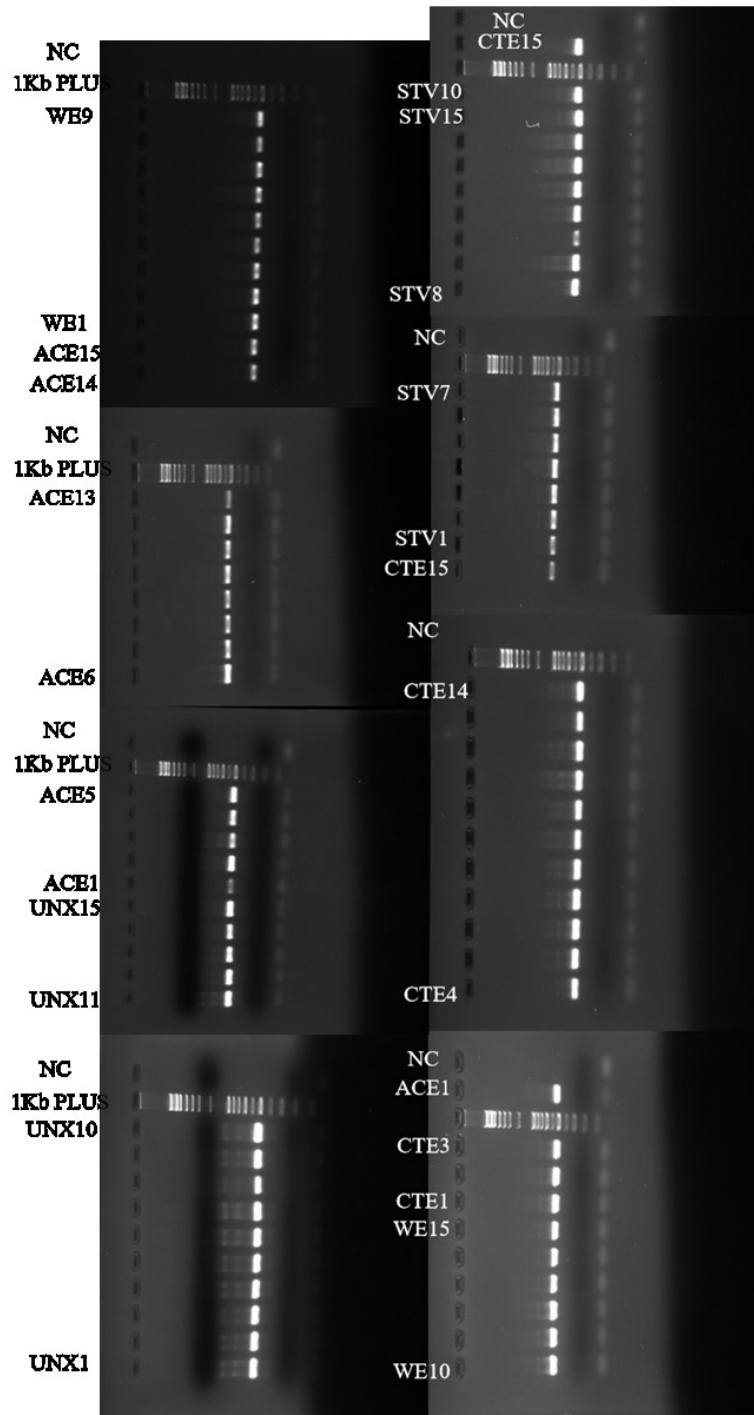 NC
1Kb PLUS
WE9
WE1
ACE15
ACE14
NC
1Kb PLUS
ACE13
ACE6
NC
1Kb PLUS
ACE5
ACE1
UNX15
UNX11
NC
1Kb PLUS
UNX10
UNX1
NC
CTE15
STV10
STV15
STV8
NC
STV7
STV1
CTE15
NC
CTE14
CTE4
NC
ACE1
CTE3
CTE1
WE15
WE10